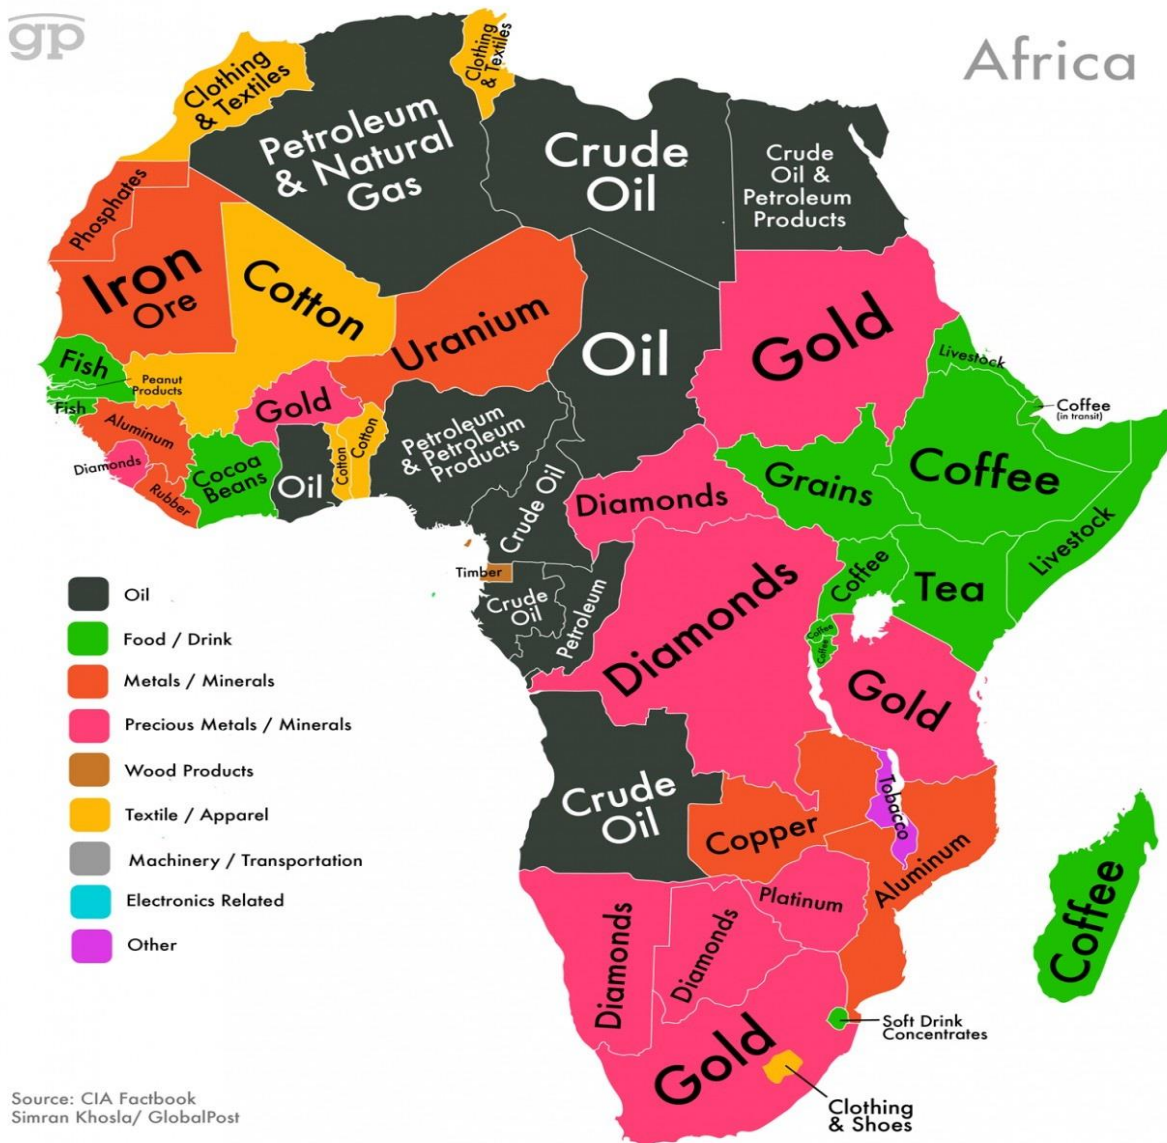 gp
Africa
Clothing
& Textiles
Clothing
& Textiles
Petroleum
& Natural
Gas
Crude
Oil
Crude
Oil &
Petroleum
Products
Phosphates
Iron
Ore
Cotton
Uranium
Oil
Gold
Fish
Peanut
Products
Fish
Aluminum
Diamonds
Rubber
Cocoa
Beans
Gold
Oil
Cotton
Cotton
Petroleum
& Petroleum
Products
Crude Oil
Diamonds
Grains
Livestock
Coffee
(in transit)
Coffee
Livestock
Timber
Crude
Oil
Petroleum
Diamonds
Coffee
Tea
Coffee
Coffee
Gold
Oil
Food / Drink
Metals / Minerals
Precious Metals / Minerals
Wood Products
Textile / Apparel
Machinery / Transportation
Electronics Related
Other
Crude
Oil
Copper
Tobacco
Aluminum
Platinum
Diamonds
Diamonds
Coffee
Gold
Soft Drink
Concentrates
Clothing
& Shoes
Source: CIA Factbook
Simran Khosla/ GlobalPost